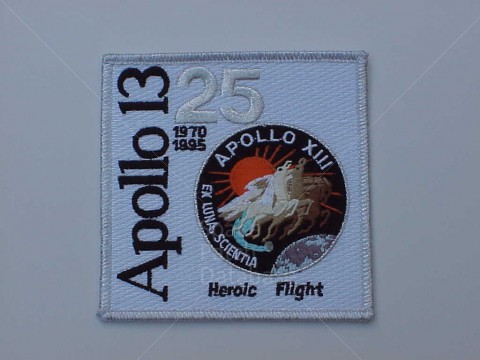 Apollo 13
25
1970
1995
APOLLO XIII
EX LUNA SCIENTIA
Heroic Flight